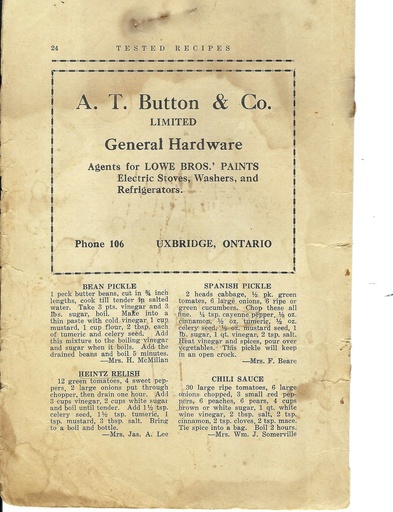 24 TESTED RECIPES
A. T. Button & Co.
LIMITED
General Hardware
Agents for LOWE BROS.' PAINTS
Electric Stoves, Washers, and
Refrigerators.
Phone 106 UXBRIDGE, ONTARIO
BEAN PICKLE
1 peck butter beans, cut in ¾ inch
lengths, cook till tender in salted
water. Take 3 pts. vinegar and 3
lbs. sugar, boil. Make into a
thin paste with cold vinegar, 1 cup
mustard, 1 cup flour, 2 tbsp. each
of tumeric and celery seed. Add
this mixture to the boiling vinegar
and sugar when it boils. Add the
drained beans and boil 5 minutes.
—Mrs. H. McMillan
HEINTZ RELISH
12 green tomatoes, 4 sweet pep-
pers, 2 large onions put through
chopper, then drain one hour. Add
3 cups vinegar, 2 cups white sugar
and boil until tender. Add 1½ tsp.
celery seed, 1½ tsp. tumeric, 1
tsp. mustard, 3 tbsp. salt. Bring
to a boil and bottle.
—Mrs. Jas. A. Lee
SPANISH PICKLE
2 heads cabbage, ½ pk. green
tomatoes, 6 large onions, 6 ripe or
green cucumbers. Chop these all
fine. ¼ tsp. cayenne pepper, ½ oz.
cinnamon, ½ oz. tumeric, ½ oz.
celery seed, ½ oz. mustard seed, 1
lb. sugar, 1 qt. vinegar, 2 tsp. salt.
Heat vinegar and spices, pour over
vegetables. This pickle will keep
in an open crock.
—Mrs. F. Beare
CHILI SAUCE
30 large ripe tomatoes, 6 large
onions chopped, 3 small red pep-
pers, 6 peaches, 6 pears, 4 cups
brown or white sugar, 1 qt. white
wine vinegar, 2 tbsp. salt, 2 tsp.
cinnamon, 2 tsp. cloves, 2 tsp. mace.
Tie spice into a bag. Boil 2 hours.
—Mrs. Wm. J. Somerville